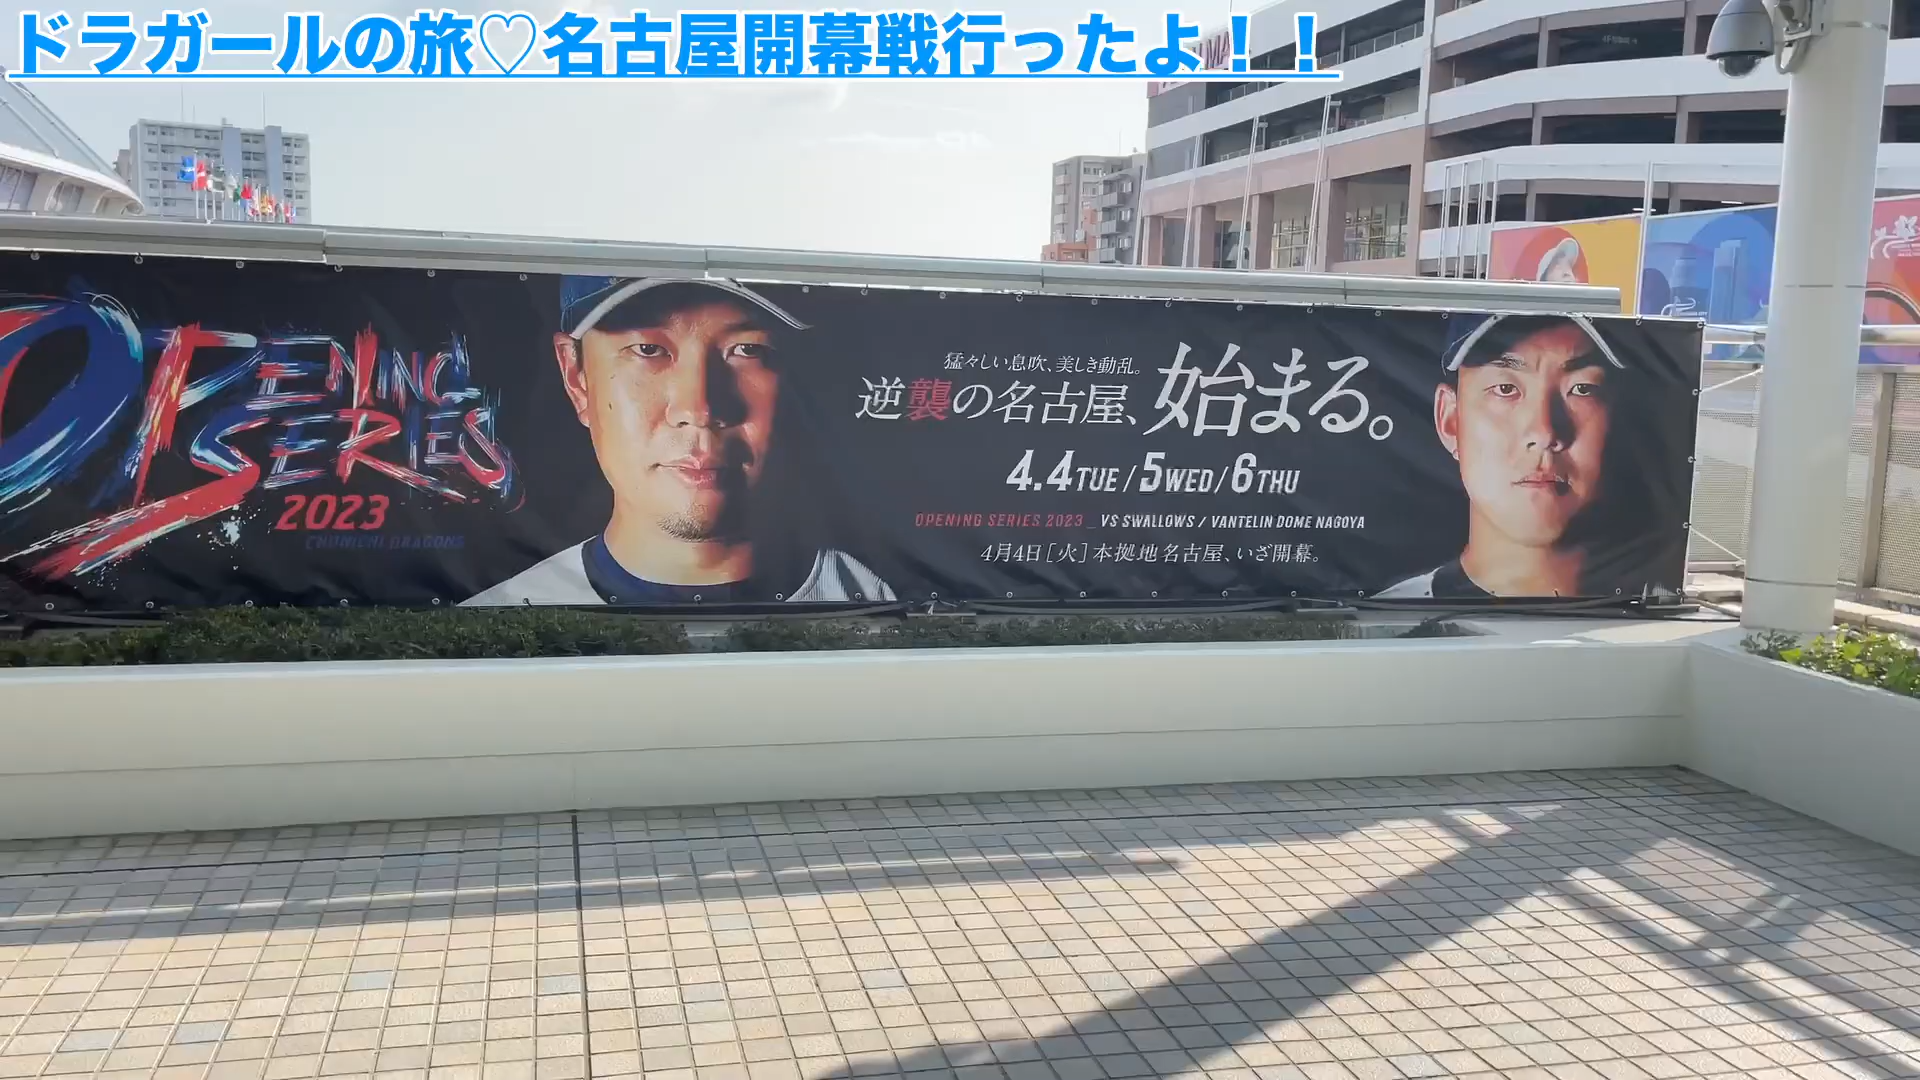 ドラガールの旅♡名古屋開幕戦行ったよ！！
OPENING
SERIES
2023
CHUNICHI DRAGONS
猛々しい息吹、美しき動乱。
逆襲の名古屋、始まる。
4.4TUE/5WED/6THU
OPENING SERIES 2023_VS SWALLOWS / VANTELIN DOME NAGOYA
4月4日[火]本拠地名古屋、いざ開幕。